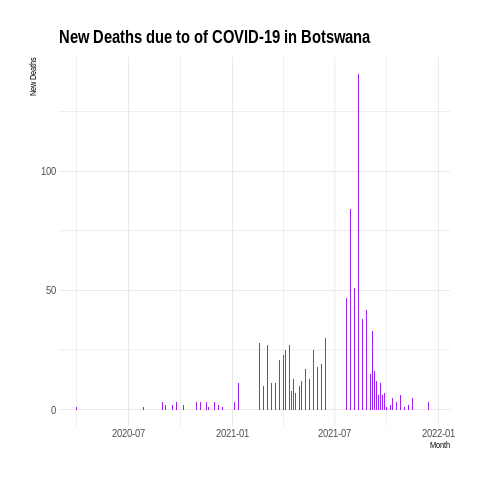 New Deaths due to of COVID-19 in Botswana
New Deaths
100
50
0
2020-07
2021-01
2021-07
2022-01
Month